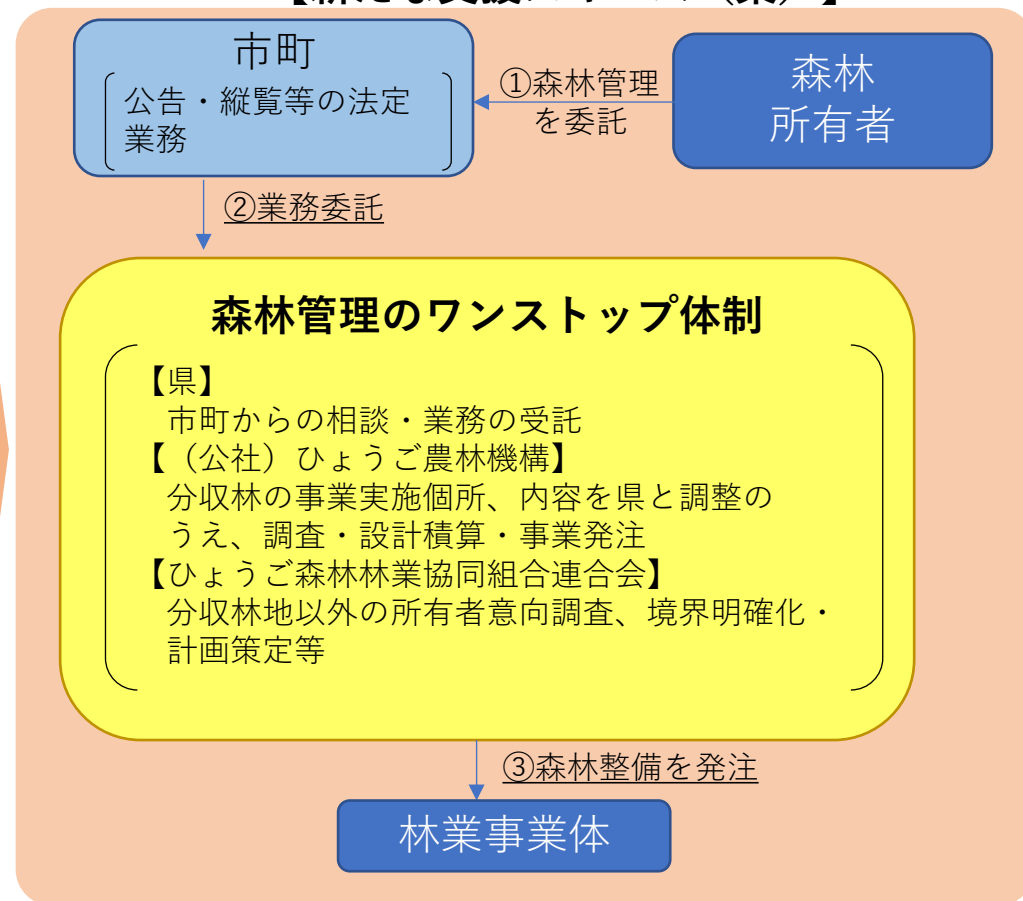 市町
公告・縦覧等の法定
業務
①森林管理
を委託
森林
所有者
②業務委託
森林管理のワンストップ体制
【県】
市町からの相談・業務の受託
【（公社）ひょうご農林機構】
分収林の事業実施個所、内容を県と調整の
うえ、調査・設計積算・事業発注
【ひょうご森林林業協同組合連合会】
分収林地以外の所有者意向調査、境界明確化・
計画策定等
③森林整備を発注
林業事業体